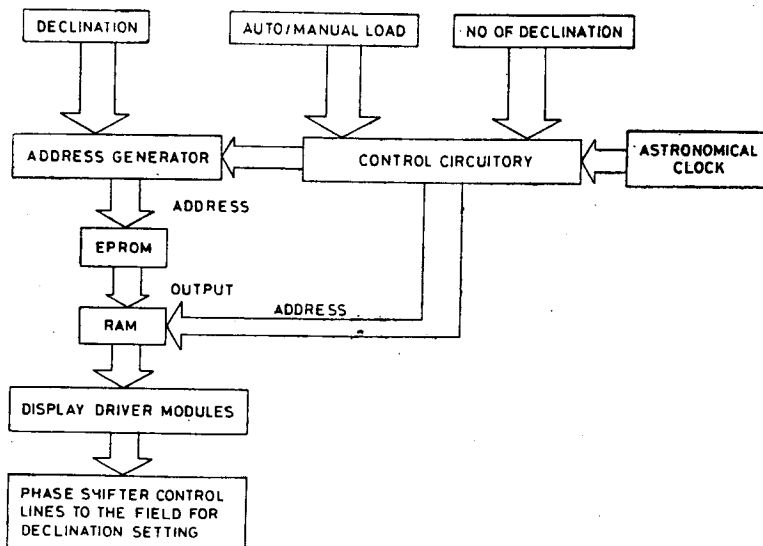 DECLINATION
AUTO/MANUAL LOAD
NO OF DECLINATION
ADDRESS GENERATOR
CONTROL CIRCUITORY
ASTRONOMICAL
CLOCK
ADDRESS
EPROM
OUTPUT
ADDRESS
RAM
DISPLAY DRIVER MODULES
PHASE SHIFTER CONTROL
LINES TO THE FIELD FOR
DECLINATION SETTING